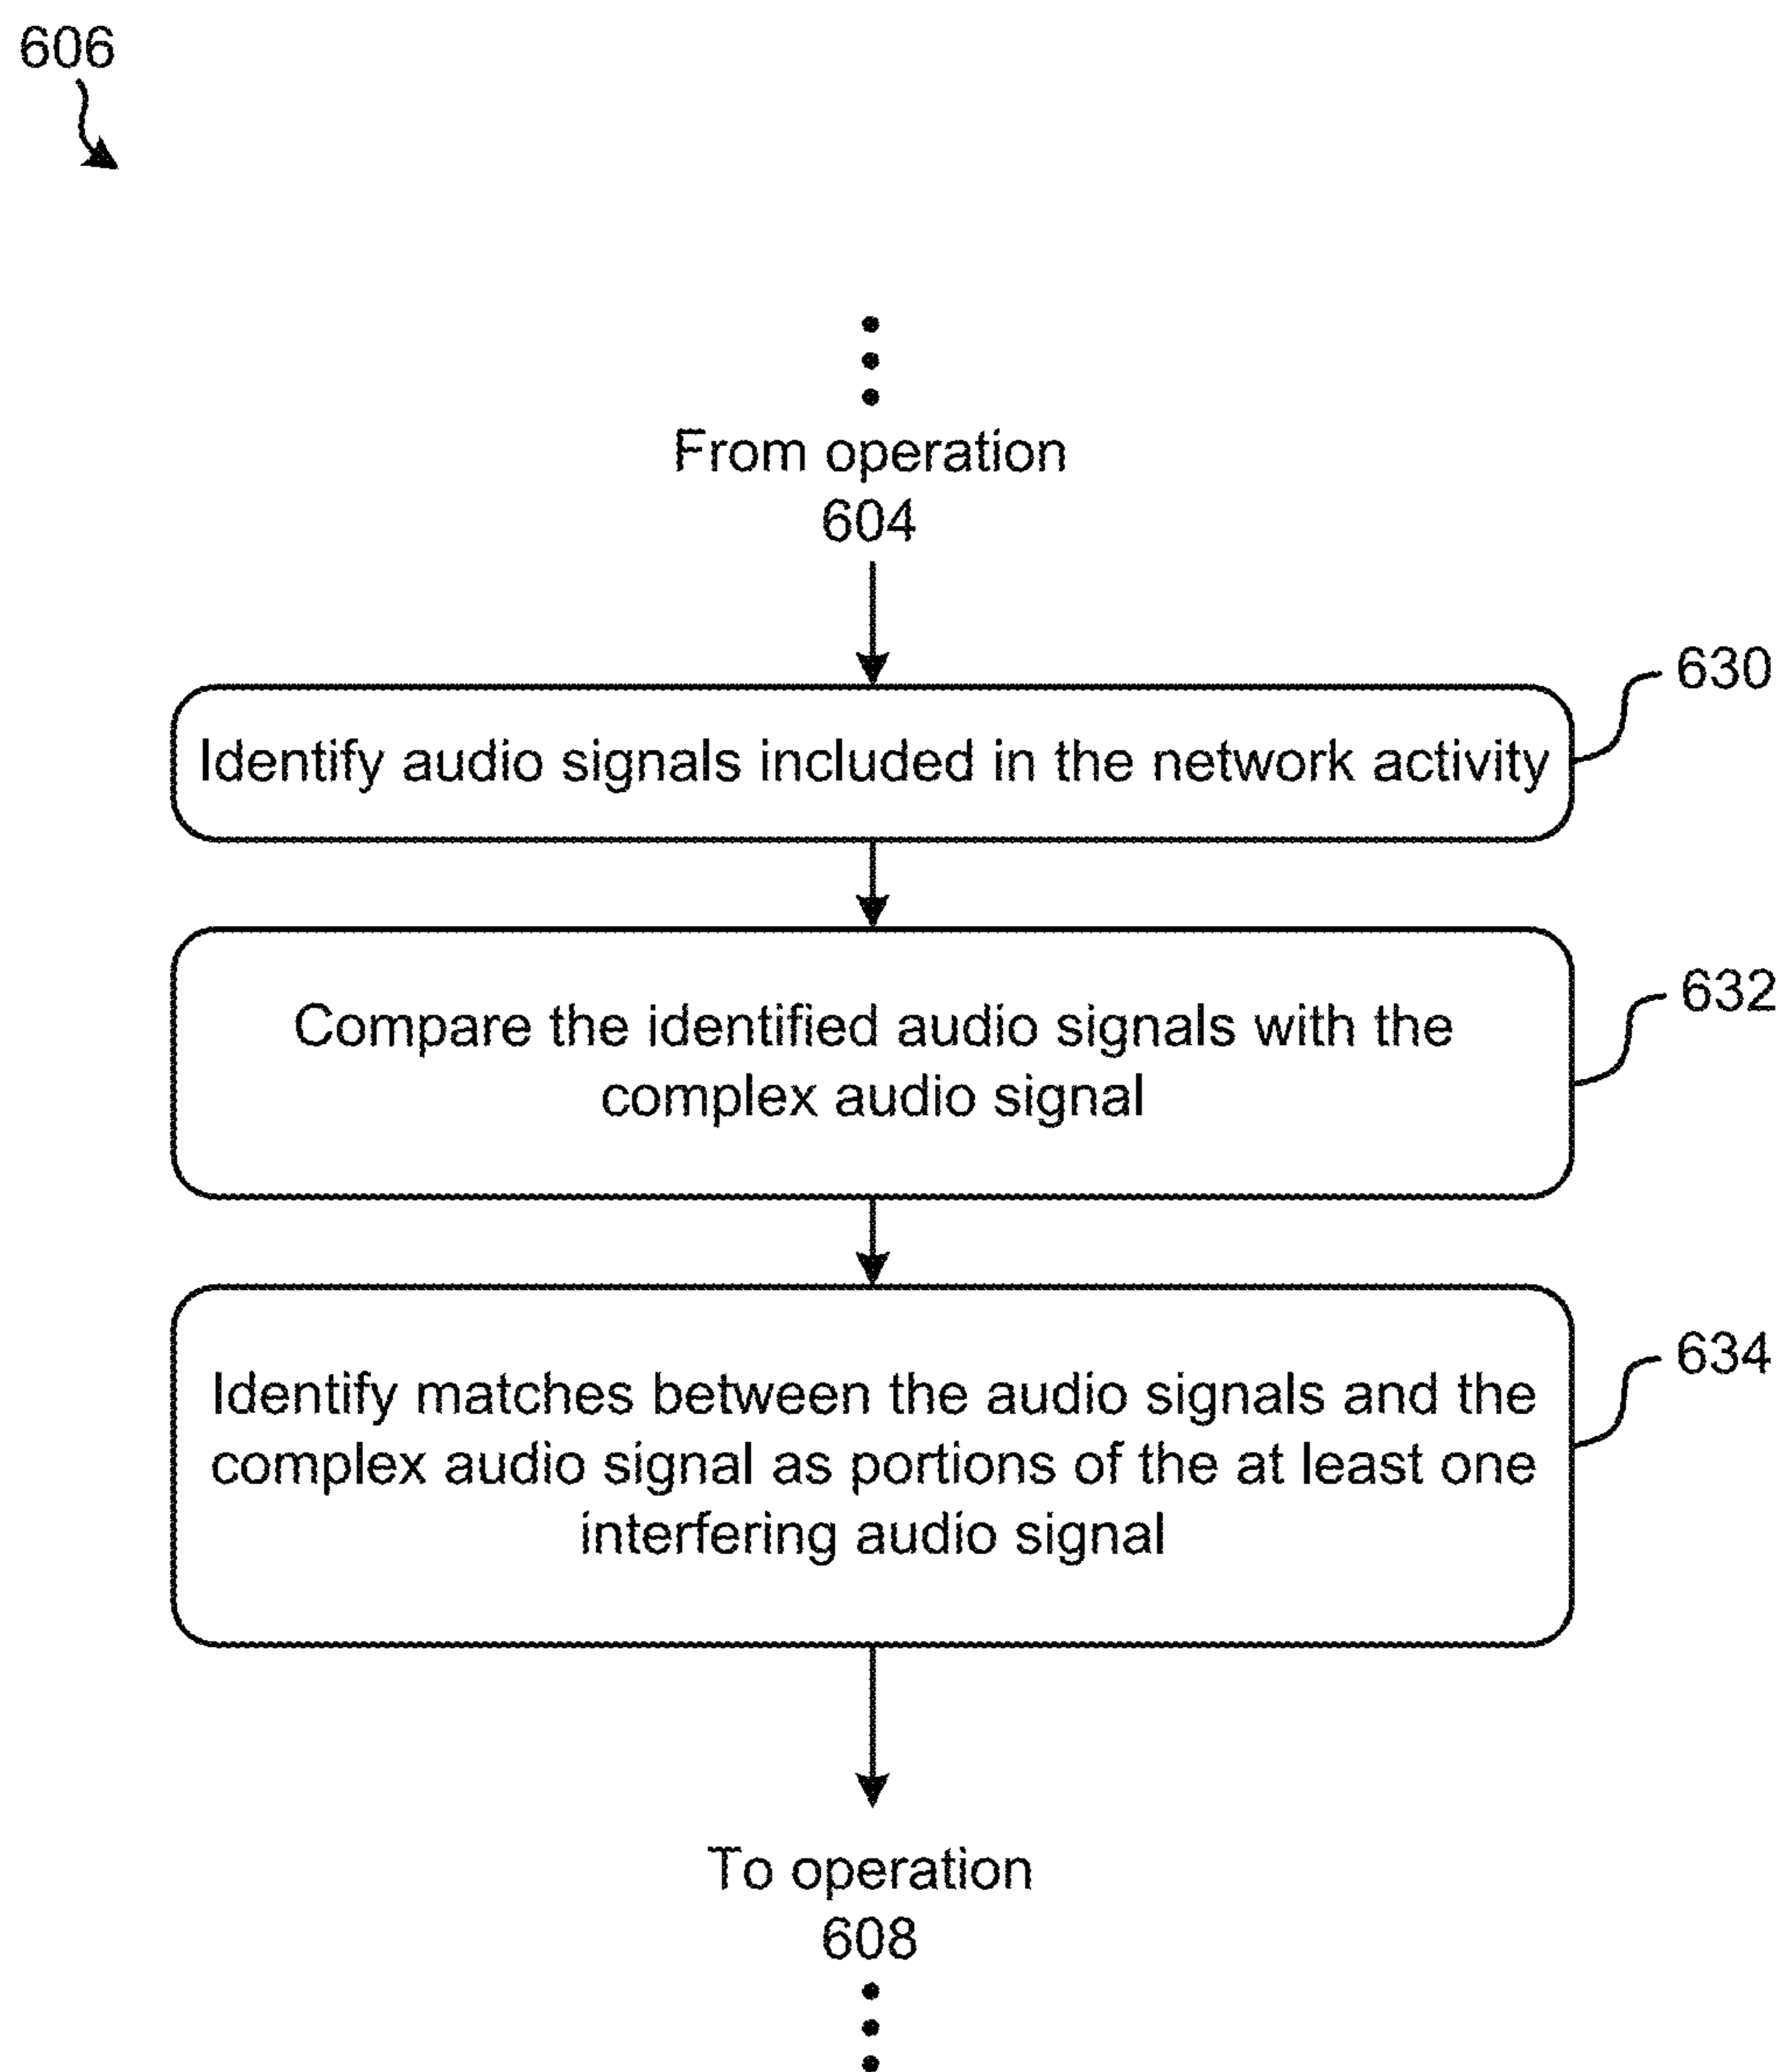 606
From operation
604
630
Identify audio signals included in the network activity
632
Compare the identified audio signals with the
complex audio signal
634
Identify matches between the audio signals and the
complex audio signal as portions of the at least one
interfering audio signal
To operation
608